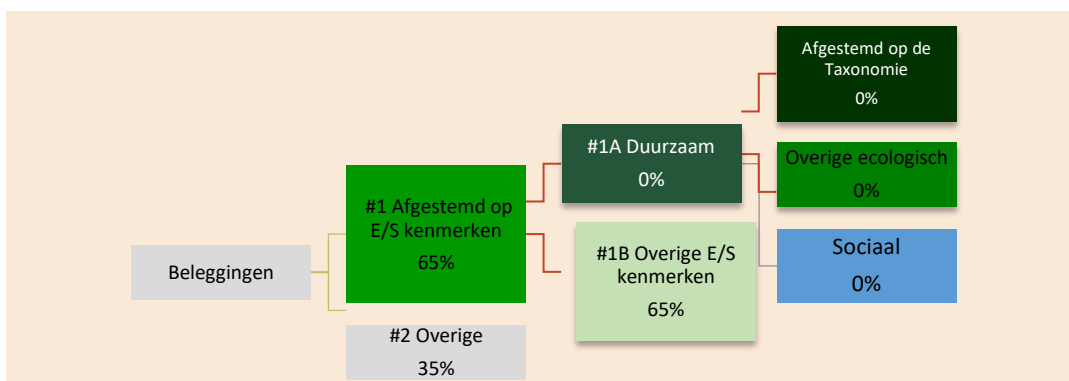 Beleggingen
#1 Afgestemd op
E/S kenmerken
65%
#2 Overige
35%
#1A Duurzaam
0%
#1B Overige E/S
kenmerken
65%
Afgestemd op de
Taxonomie
0%
Overige ecologisch
0%
Sociaal
0%